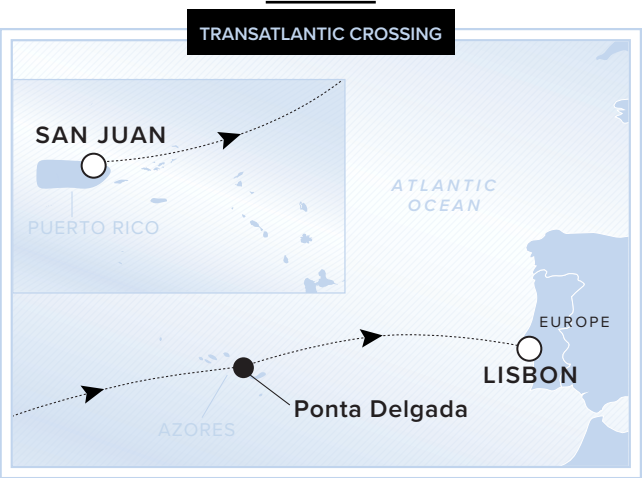 TRANSATLANTIC CROSSING
SAN JUAN
PUERTO RICO
ATLANTIC
OCEAN
EUROPE
LISBON
Ponta Delgada
AZORES